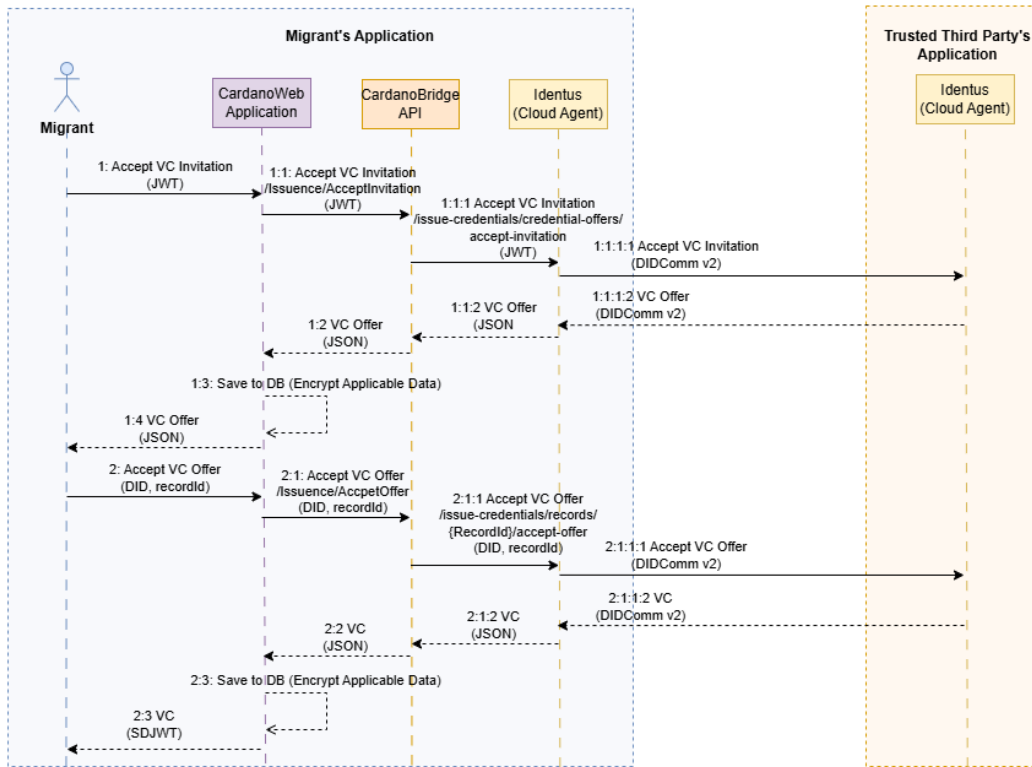 Migrant's Application
Trusted Third Party's
Application
Migrant
CardanoWeb
Application
CardanoBridge
API
Identus
(Cloud Agent)
Identus
(Cloud Agent)
1: Accept VC Invitation
(JWT)
1:1: Accept VC Invitation
/Issuence/AcceptInvitation
(JWT)
1:1:1 Accept VC Invitation
/issue-credentials/credential-offers/
accept-invitation
(JWT)
1:1:1:1 Accept VC Invitation
(DIDComm v2)
1:1:1:2 VC Offer
(DIDComm v2)
1:1:2 VC Offer
(JSON
1:2 VC Offer
(JSON)
1:3: Save to DB (Encrypt Applicable Data)
1:4 VC Offer
(JSON)
2: Accept VC Offer
(DID, recordId)
2:1: Accept VC Offer
/Issuence/AccpetOffer
(DID, recordId)
2:1:1 Accept VC Offer
/issue-credentials/records/
{RecordId}/accept-offer
(DID, recordId)
2:1:1:1 Accept VC Offer
(DIDComm v2)
2:1:1:2 VC
(DIDComm v2)
2:1:2 VC
(JSON)
2:2 VC
(JSON)
2:3: Save to DB (Encrypt Applicable Data)
2:3 VC
(SDJWT)